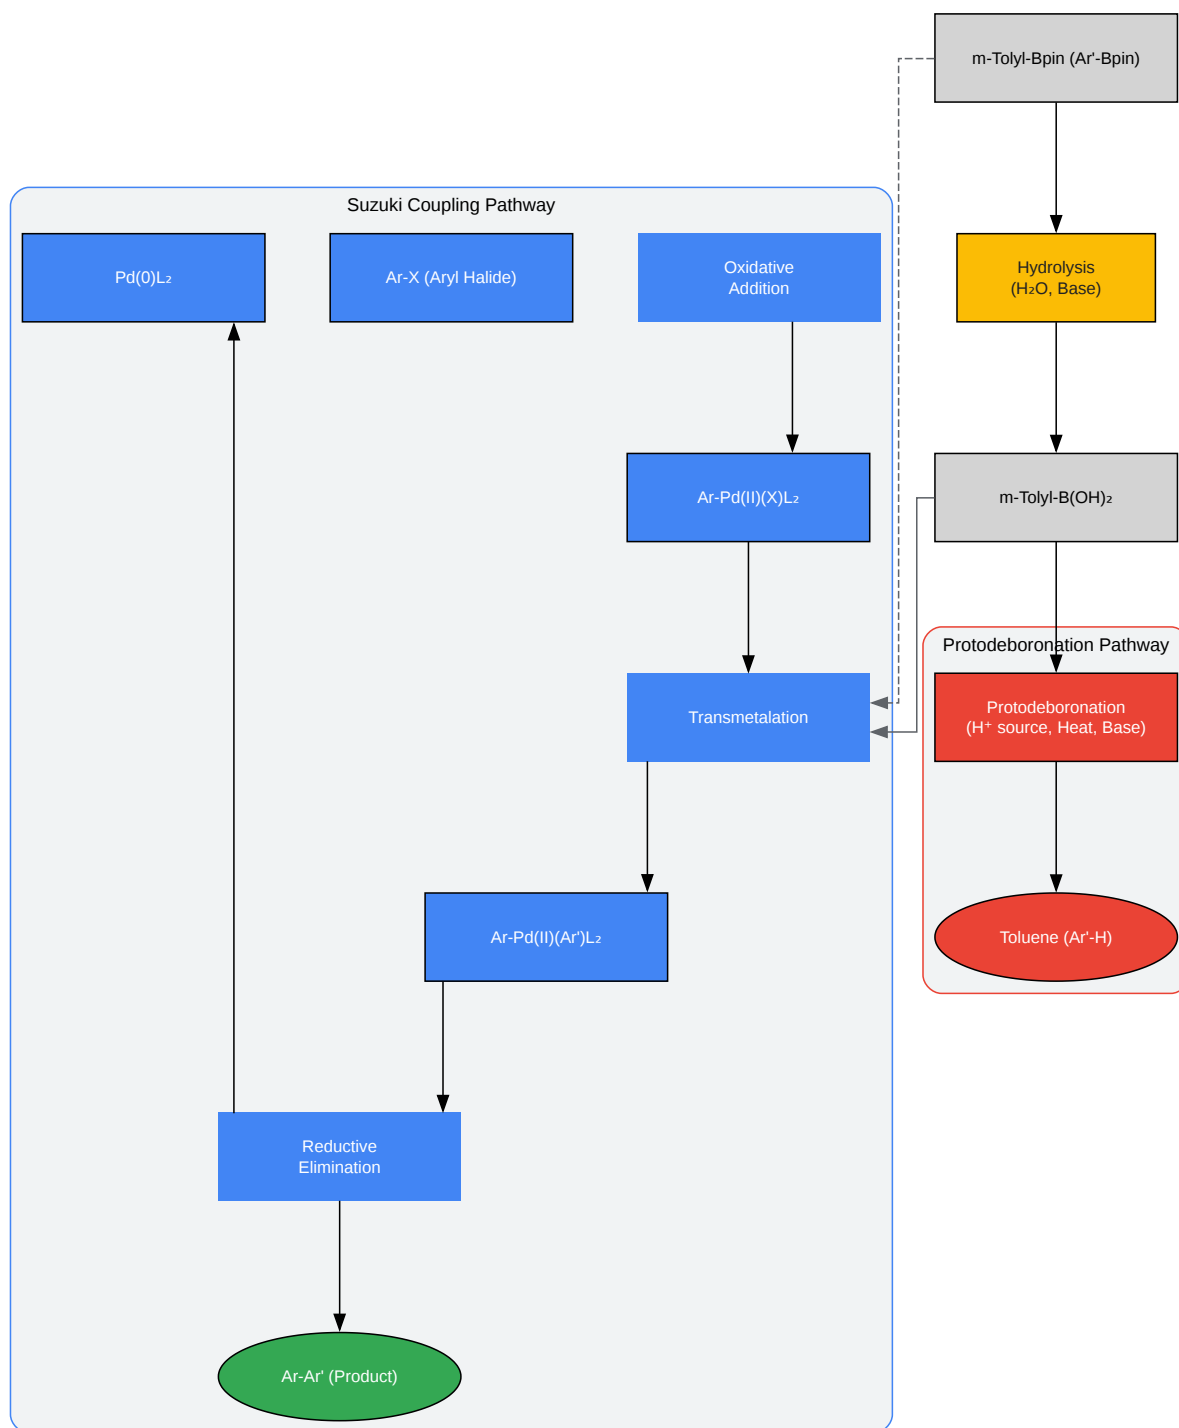 m-Tolyl-Bpin (Ar'-Bpin)
Suzuki Coupling Pathway
Pd(0)L₂
Ar-X (Aryl Halide)
Oxidative
Addition
Hydrolysis
(H₂O, Base)
Ar-Pd(II)(X)L₂
m-Tolyl-B(OH)₂
Protodeboronation Pathway
Transmetalation
Protodeboronation
(H⁺ source, Heat, Base)
Ar-Pd(II)(Ar')L₂
Toluene (Ar'-H)
Reductive
Elimination
Ar-Ar' (Product)